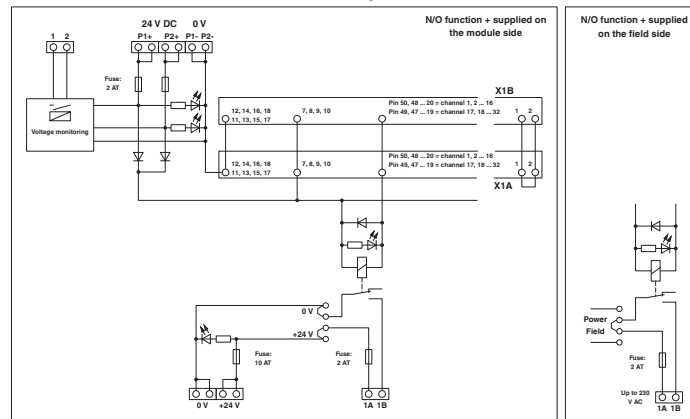 N/O function + supplied on
the module side
24 V DC 0 V
1 2 P1+ P2+ P1- P2-
Fuse:
2 AT
Voltage monitoring
X1B
12, 14, 16, 18
11, 13, 15, 17
7, 8, 9, 10
Pin 50, 48 ... 20 = channel 1, 2 ... 16
Pin 49, 47 ... 19 = channel 17, 18 ... 32
1 2
12, 14, 16, 18
11, 13, 15, 17
7, 8, 9, 10
Pin 50, 48 ... 20 = channel 1, 2 ... 16
Pin 49, 47 ... 19 = channel 17, 18 ... 32
1 2
X1A
0 V
+24 V
Fuse:
10 AT
Fuse:
2 AT
0 V +24 V
1A 1B
N/O function + supplied
on the field side
Power
Field
Fuse:
2 AT
Up to 230
V AC
1A 1B